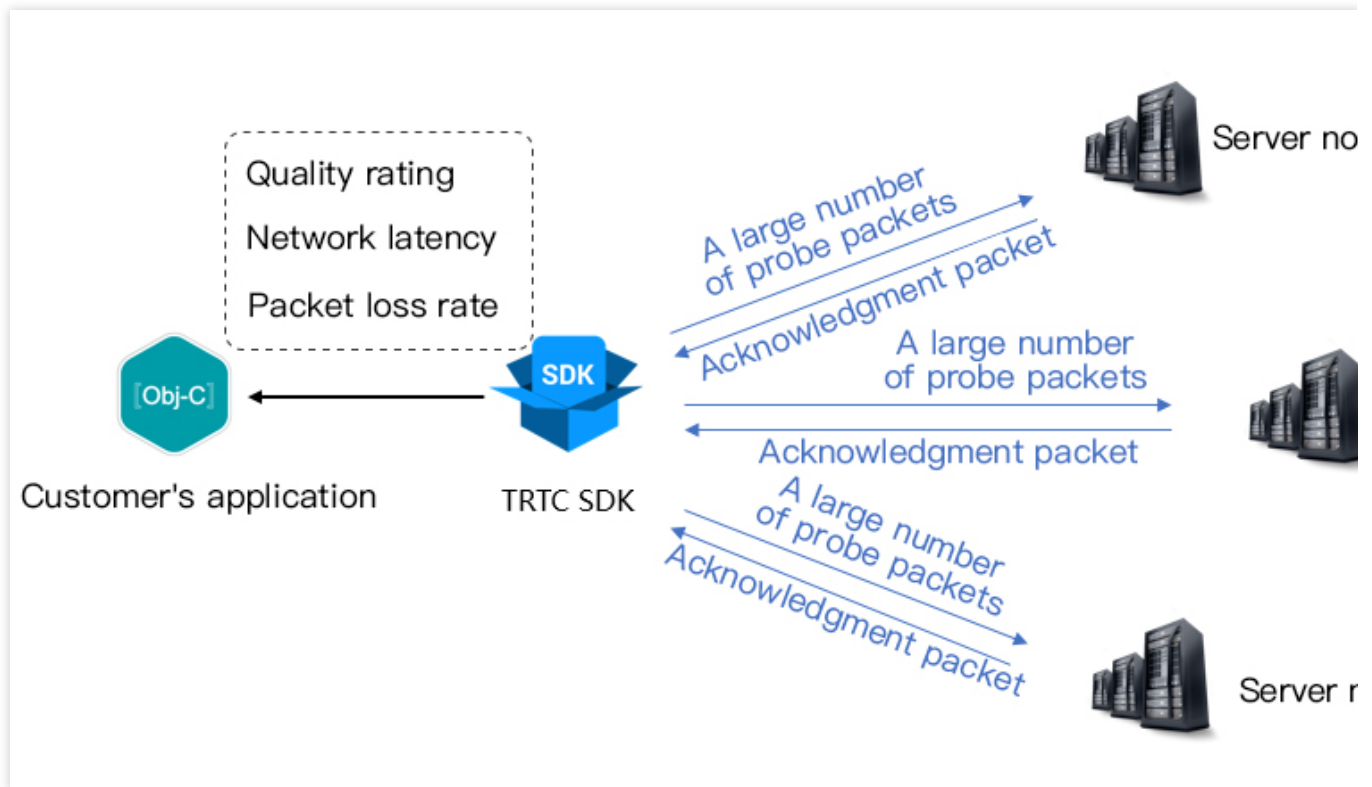 Quality rating
Network latency
Packet loss rate
[Obj-C]
Customer's application
SDK
TRTC SDK
A large number
of probe packets
Acknowledgment packet
A large number
of probe packets
Acknowledgment packet
A large number
of probe packets
Acknowledgment packet
Server
Server